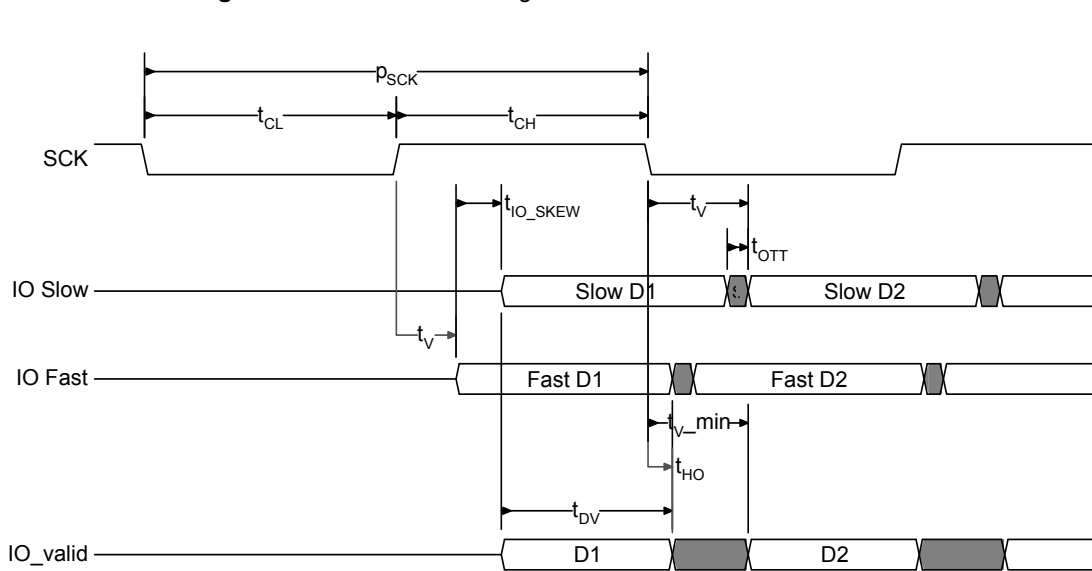 p_SCK
t_CL t_CH
SCK
t_IO_SKEW t_V
t_OTT
IO Slow Slow D1 Slow D2
t_V
IO Fast Fast D1 Fast D2
t_V_min
t_HO
t_DV
IO_valid D1 D2